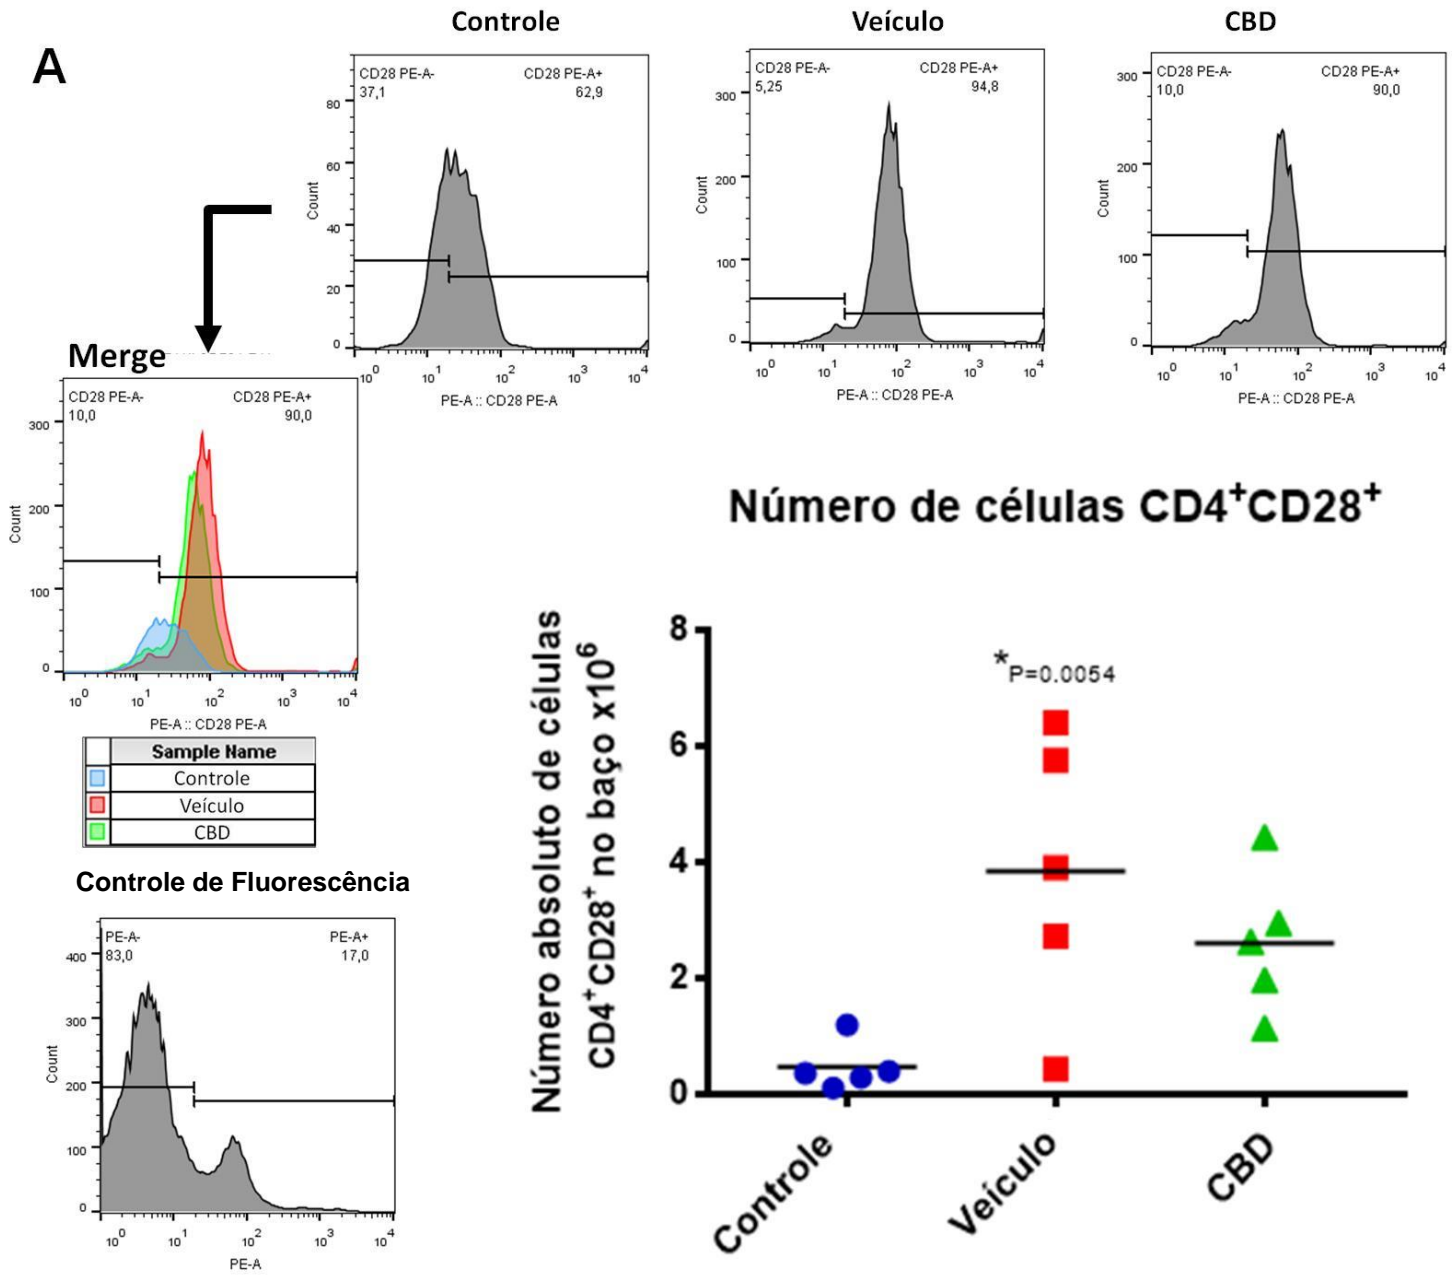 A
Controle
CD28 PE-A-
37,1
CD28 PE-A+
62,9
80
60
40
20
0
Count
10^0 10^1 10^2 10^3 10^4
PE-A :: CD28 PE-A
Veículo
CD28 PE-A-
5,25
CD28 PE-A+
94,8
300
200
100
0
Count
10^0 10^1 10^2 10^3 10^4
PE-A :: CD28 PE-A
CBD
CD28 PE-A-
10,0
CD28 PE-A+
90,0
300
200
100
0
Count
10^0 10^1 10^2 10^3 10^4
PE-A :: CD28 PE-A
Merge
CD28 PE-A-
10,0
CD28 PE-A+
90,0
300
200
100
0
Count
10^0 10^1 10^2 10^3 10^4
PE-A :: CD28 PE-A
Sample Name
Controle
Veículo
CBD
Controle de Fluorescência
PE-A-
83,0
PE-A+
17,0
400
300
200
100
0
Count
10^0 10^1 10^2 10^3 10^4
PE-A
Número de células CD4⁺CD28⁺
Número absoluto de células
CD4⁺CD28⁺ no baço x10⁶
8
6
4
2
0
*P=0.0054
Controle
Veículo
CBD